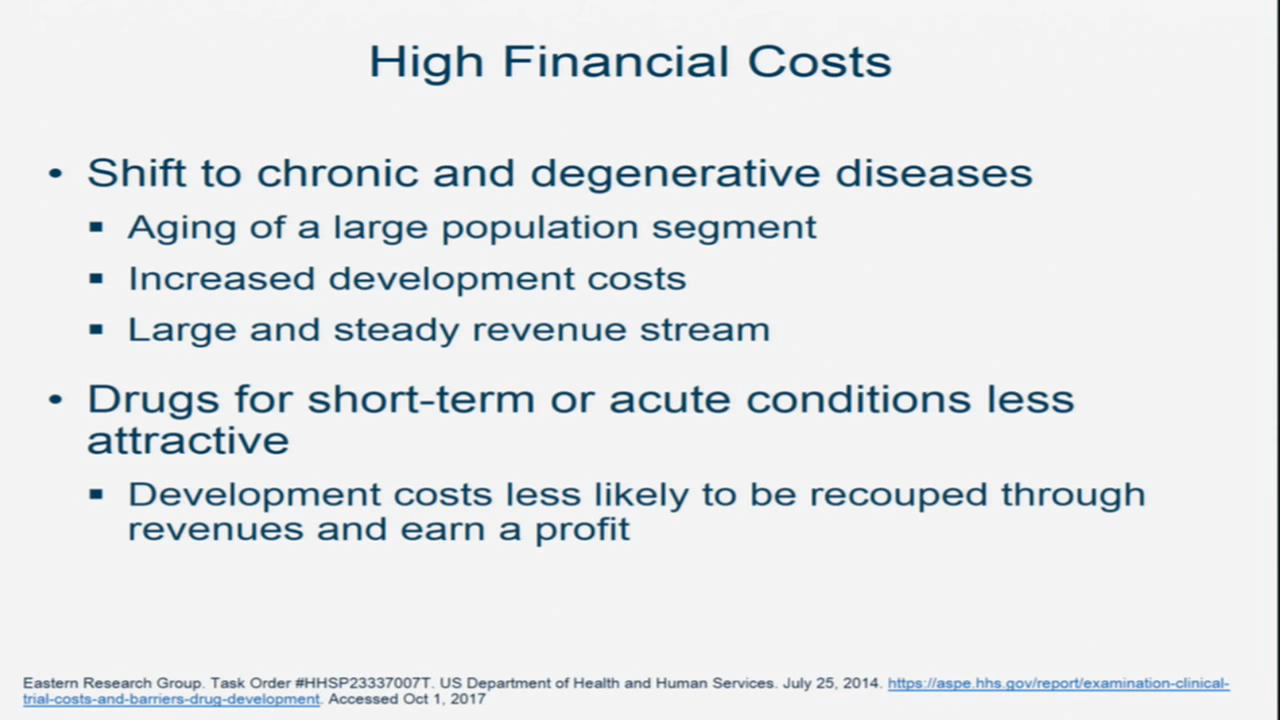 High Financial Costs
• Shift to chronic and degenerative diseases
▪ Aging of a large population segment
▪ Increased development costs
▪ Large and steady revenue stream
• Drugs for short-term or acute conditions less
attractive
▪ Development costs less likely to be recouped through
revenues and earn a profit
Eastern Research Group. Task Order #HHSP23337007T. US Department of Health and Human Services. July 25, 2014. https://aspe.hhs.gov/report/examination-clinical-
trial-costs-and-barriers-drug-development. Accessed Oct 1, 2017